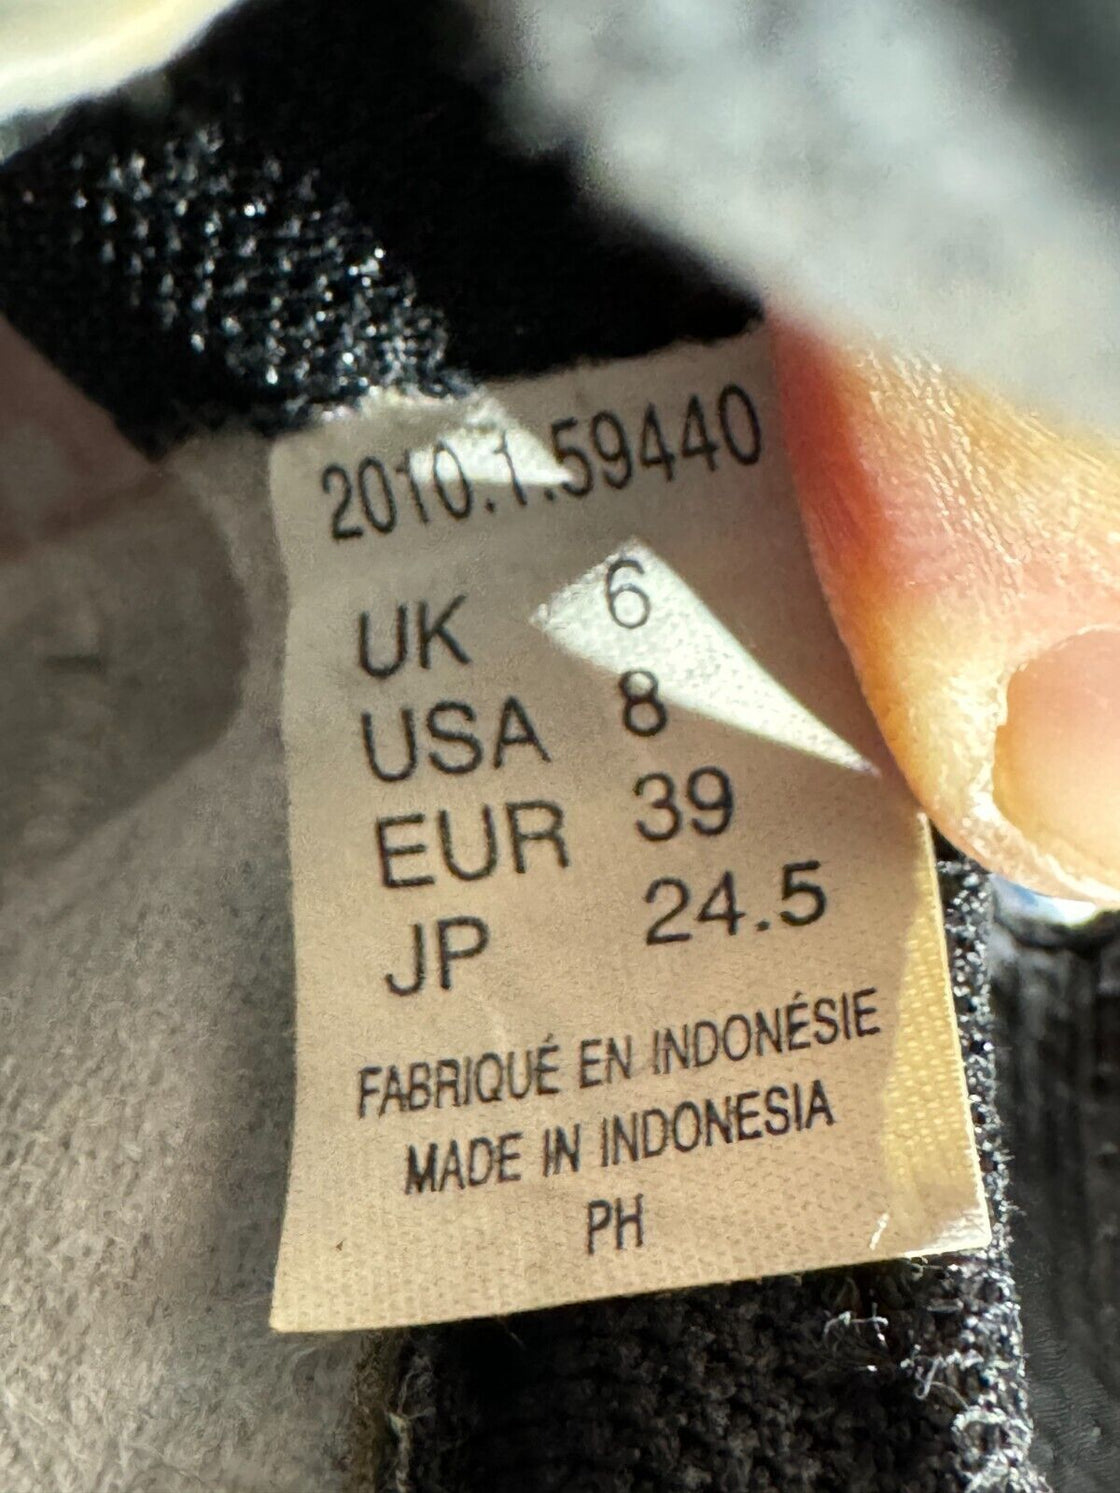 2010.1.59440
UK 6
USA 8
EUR 39
JP 24.5
FABRIQUÉ EN INDONÉSIE
MADE IN INDONESIA
PH